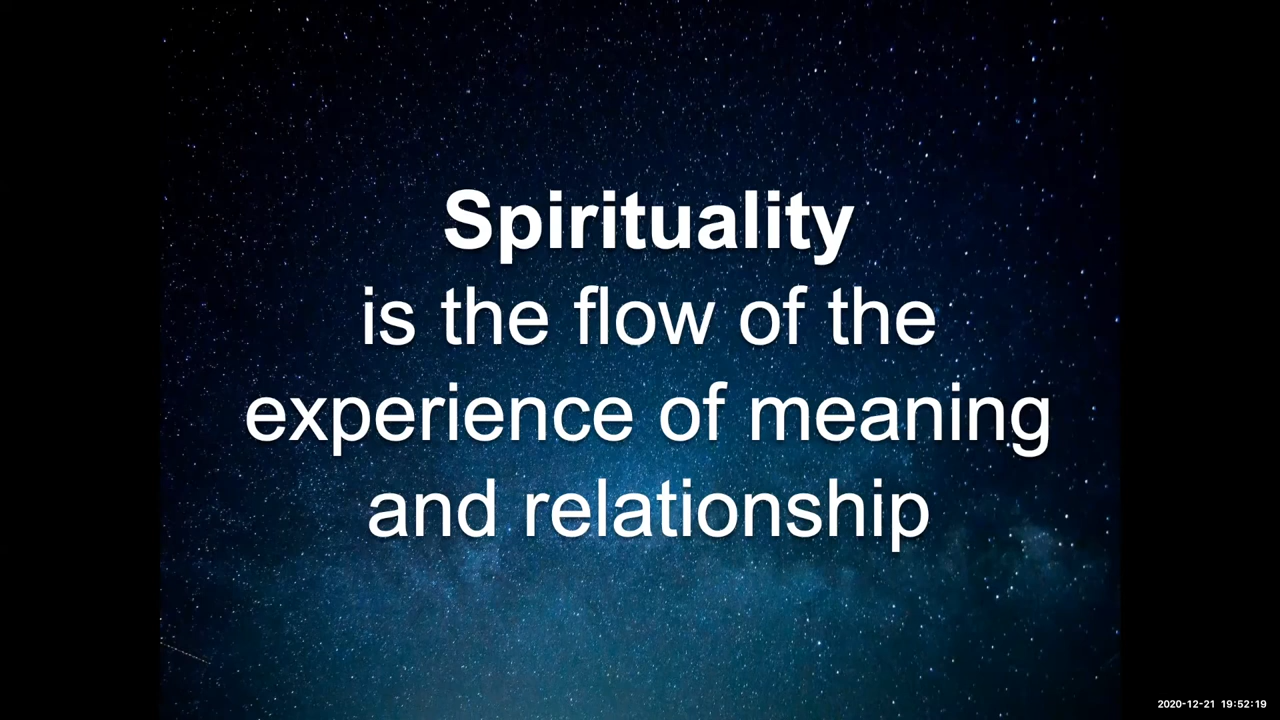 Spirituality
is the flow of the
experience of meaning
and relationship
2020-12-21 19:52:19